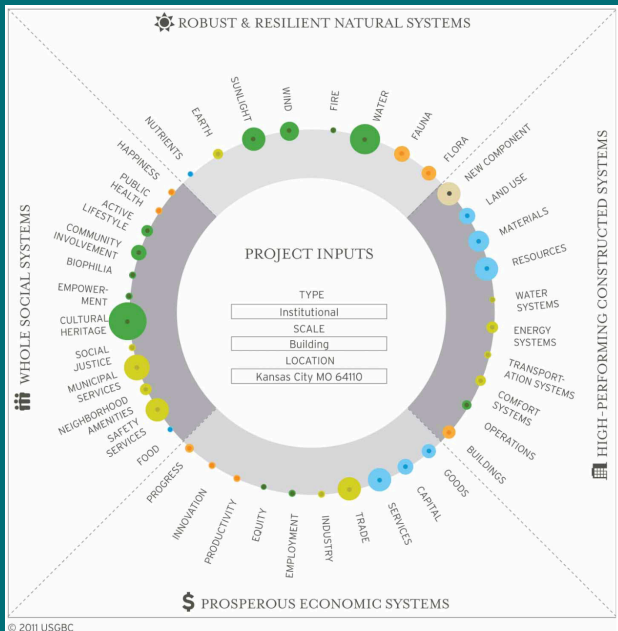 ROBUST & RESILIENT NATURAL SYSTEMS
NUTRIENTS
EARTH
SUNLIGHT
WIND
FIRE
WATER
FAUNA
FLORA
NEW COMPONENT
LAND USE
MATERIALS
RESOURCES
WATER
SYSTEMS
ENERGY
SYSTEMS
TRANSPORT-
ATION SYSTEMS
COMFORT
SYSTEMS
OPERATIONS
BUILDINGS
HIGH-PERFORMING CONSTRUCTED SYSTEMS
GOODS
CAPITAL
SERVICES
TRADE
INDUSTRY
EMPLOYMENT
EQUITY
PRODUCTIVITY
INNOVATION
PROGRESS
$ PROSPEROUS ECONOMIC SYSTEMS
FOOD
SAFETY
SERVICES
NEIGHBORHOOD
AMENITIES
MUNICIPAL
SERVICES
SOCIAL
JUSTICE
CULTURAL
HERITAGE
EMPOWER-
MENT
BIOPHILIA
COMMUNITY
INVOLVEMENT
ACTIVE
LIFESTYLE
PUBLIC
HEALTH
HAPPINESS
WHOLE SOCIAL SYSTEMS
PROJECT INPUTS
TYPE
Institutional
SCALE
Building
LOCATION
Kansas City MO 64110
© 2011 USGBC